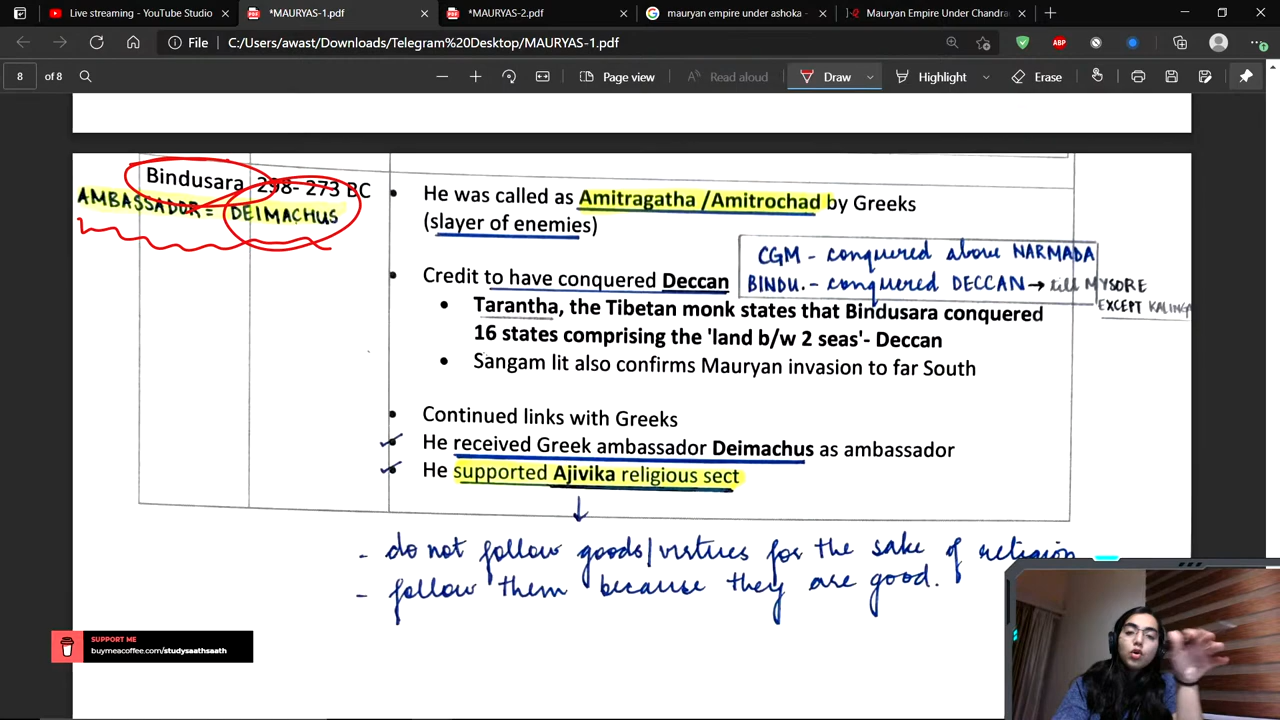 Live streaming - YouTube Studio
*MAURYAS-1.pdf
*MAURYAS-2.pdf
mauryan empire under ashoka -
Mauryan Empire Under Chandra
File
C:/Users/awast/Downloads/Telegram%20Desktop/MAURYAS-1.pdf
ABP
8
of 8
Page view
Read aloud
Draw
Highlight
Erase
Bindusara
298- 273 BC
AMBASSADOR = DEIMACHUS
He was called as Amitragatha /Amitrochad by Greeks
(slayer of enemies)
CGM - conquered above NARMADA
BINDU. - conquered DECCAN → till MYSORE
EXCEPT KALINGA
Credit to have conquered Deccan
Tarantha, the Tibetan monk states that Bindusara conquered
16 states comprising the 'land b/w 2 seas'- Deccan
Sangam lit also confirms Mauryan invasion to far South
Continued links with Greeks
He received Greek ambassador Deimachus as ambassador
He supported Ajivika religious sect
- do not follow goods/virtues for the sake of religion
- follow them because they are good.
SUPPORT ME
buymeacoffee.com/studysaathsaath